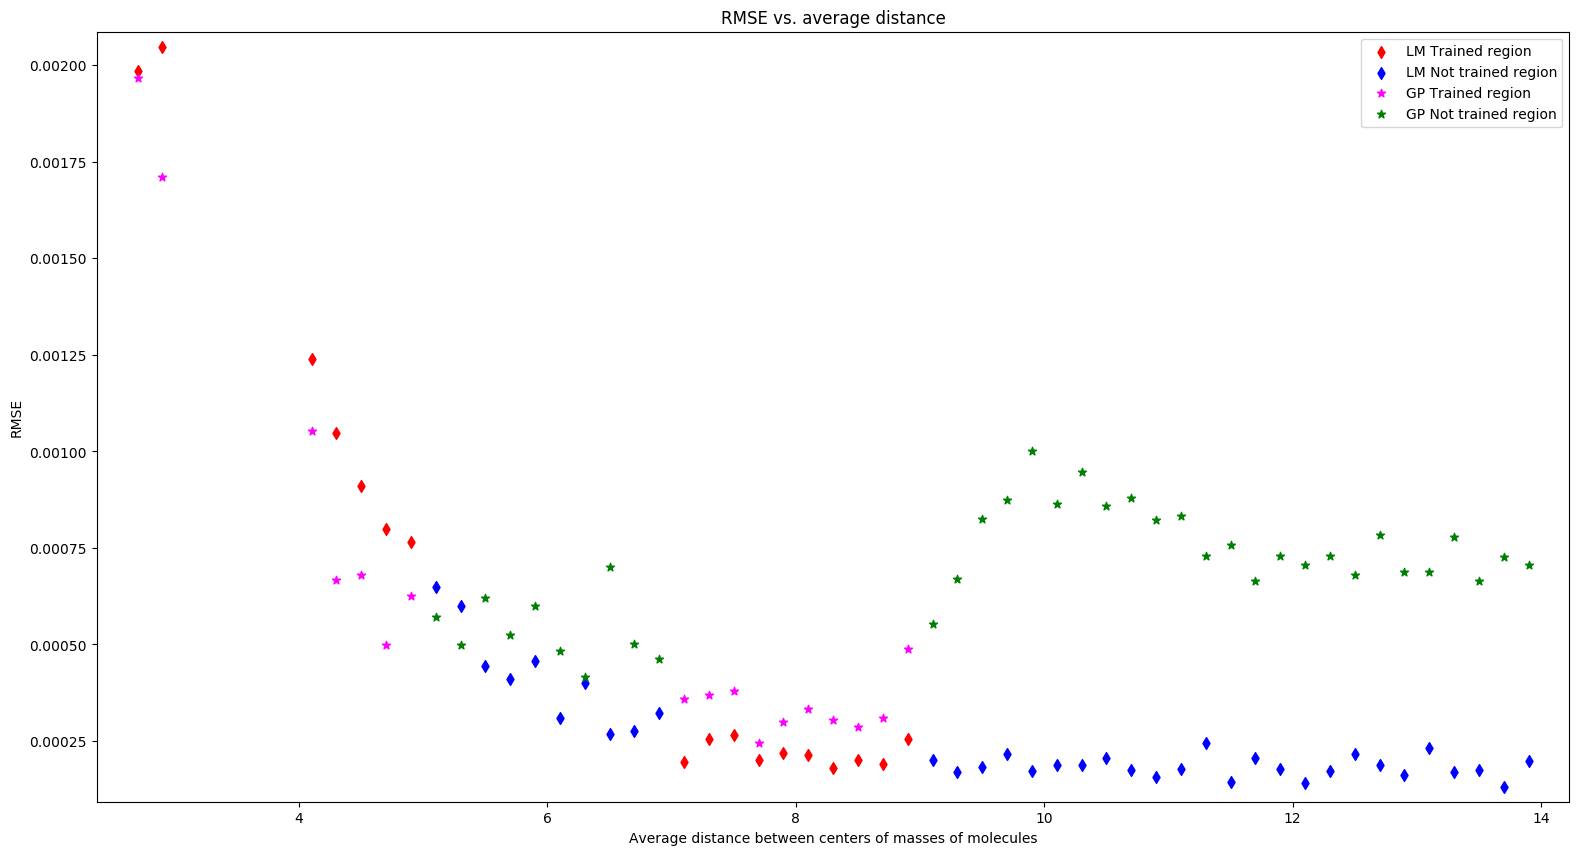 RMSE vs. average distance
LM Trained region
LM Not trained region
GP Trained region
GP Not trained region
0.00200
0.00175
0.00150
0.00125
0.00100
0.00075
0.00050
0.00025
RMSE
4
6
8
10
12
14
Average distance between centers of masses of molecules